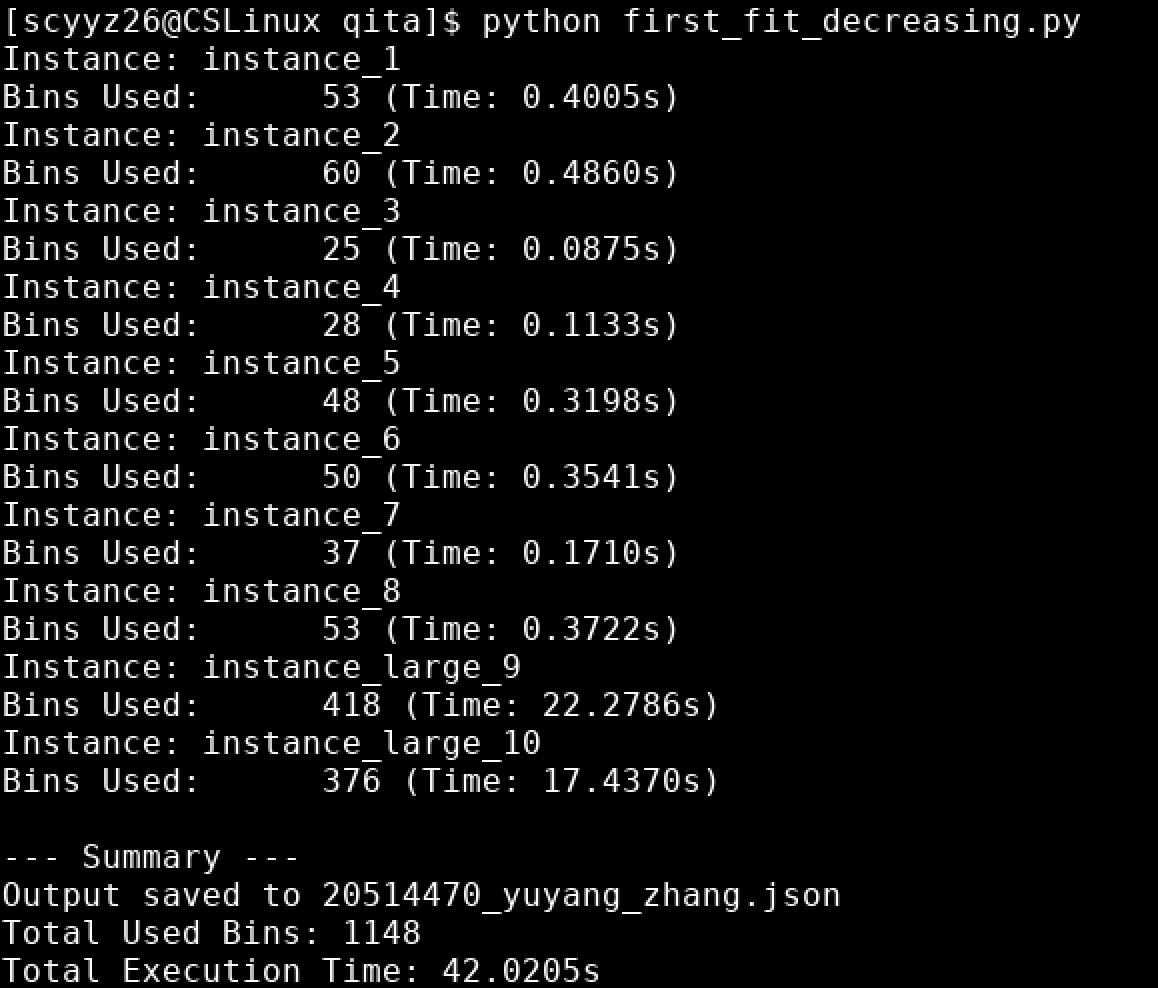 [scyyz26@CSLinux qita]$ python first_fit_decreasing.py
Instance: instance_1
Bins Used:      53 (Time: 0.4005s)
Instance: instance_2
Bins Used:      60 (Time: 0.4860s)
Instance: instance_3
Bins Used:      25 (Time: 0.0875s)
Instance: instance_4
Bins Used:      28 (Time: 0.1133s)
Instance: instance_5
Bins Used:      48 (Time: 0.3198s)
Instance: instance_6
Bins Used:      50 (Time: 0.3541s)
Instance: instance_7
Bins Used:      37 (Time: 0.1710s)
Instance: instance_8
Bins Used:      53 (Time: 0.3722s)
Instance: instance_large_9
Bins Used:      418 (Time: 22.2786s)
Instance: instance_large_10
Bins Used:      376 (Time: 17.4370s)
--- Summary ---
Output saved to 20514470_yuyang_zhang.json
Total Used Bins: 1148
Total Execution Time: 42.0205s